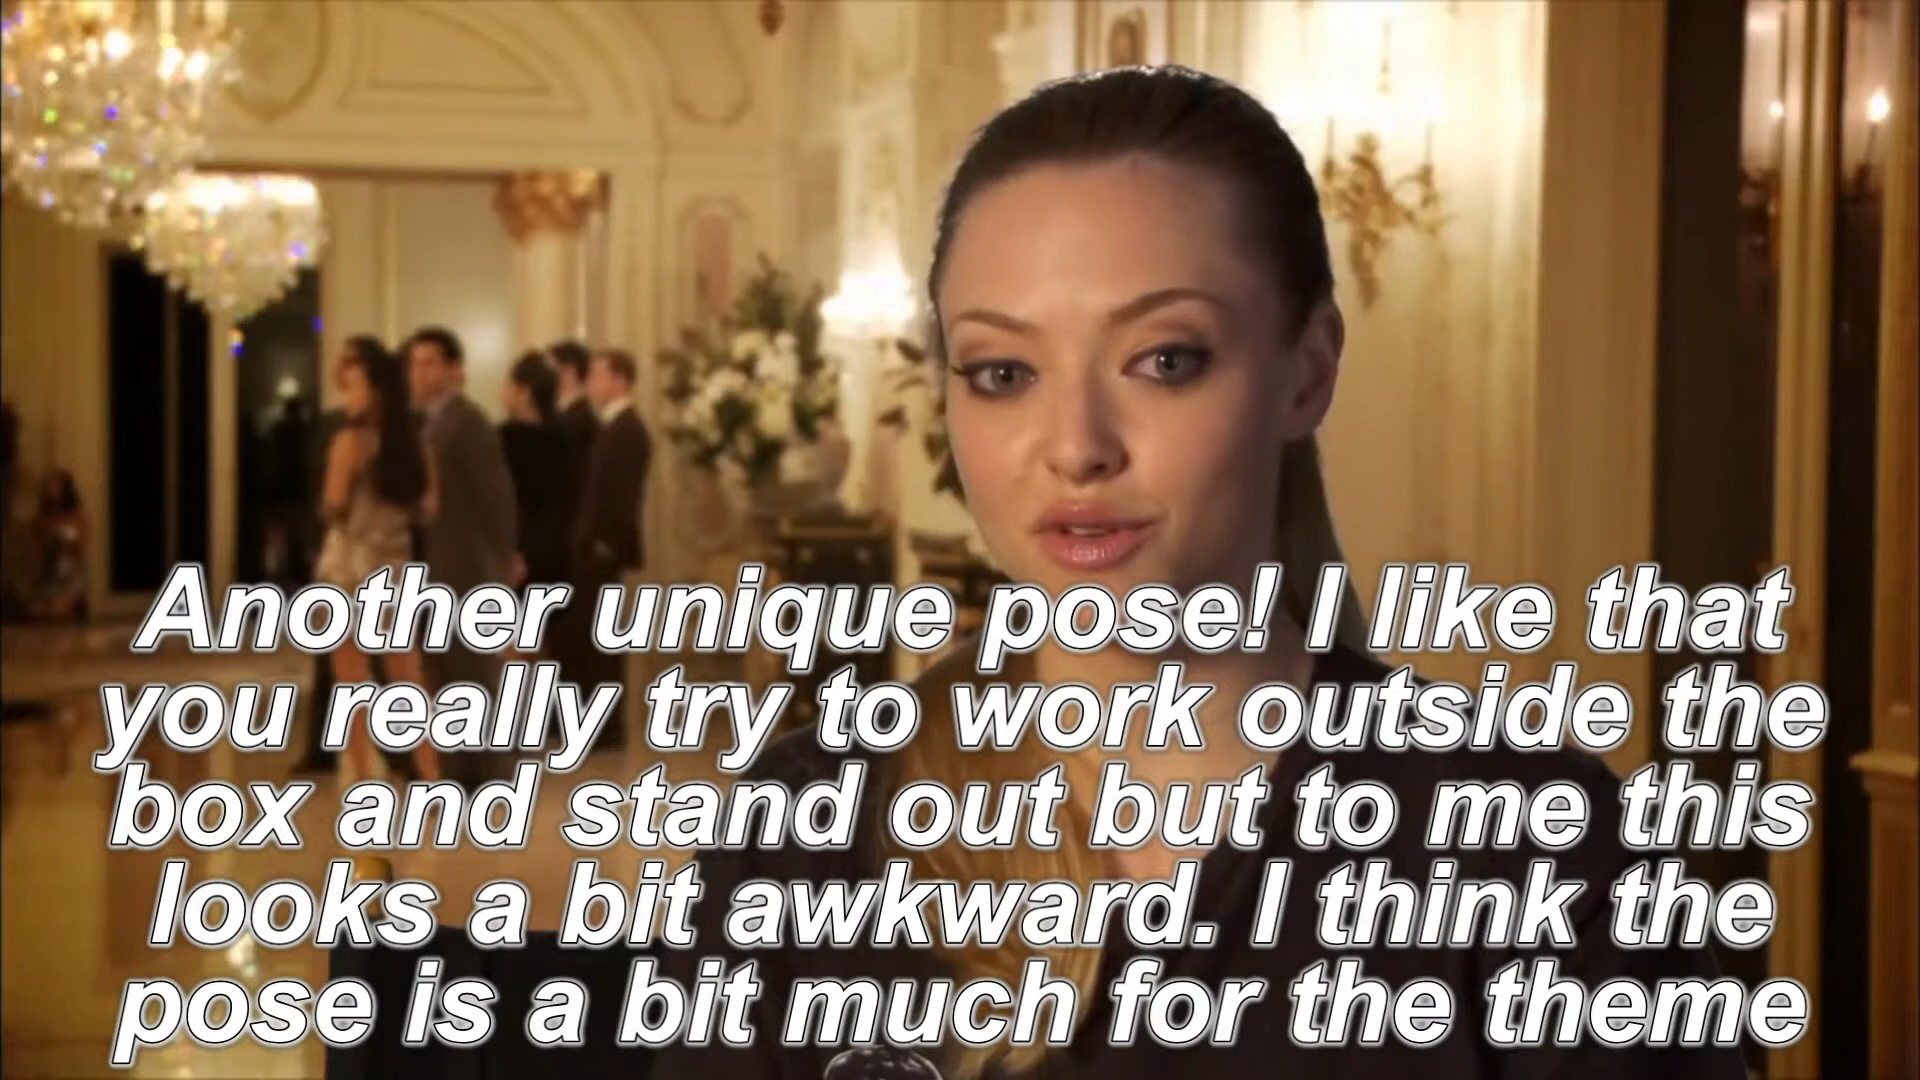 Another unique pose! I like that
you really try to work outside the
box and stand out but to me this
looks a bit awkward. I think the
pose is a bit much for the theme